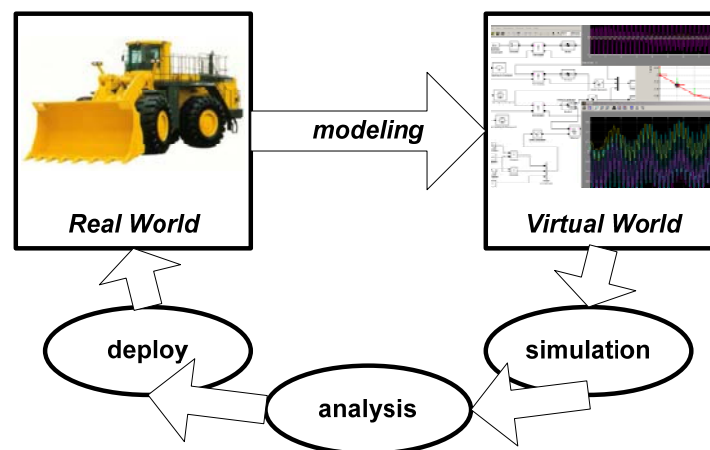 modeling
Real World
Virtual World
deploy
simulation
analysis